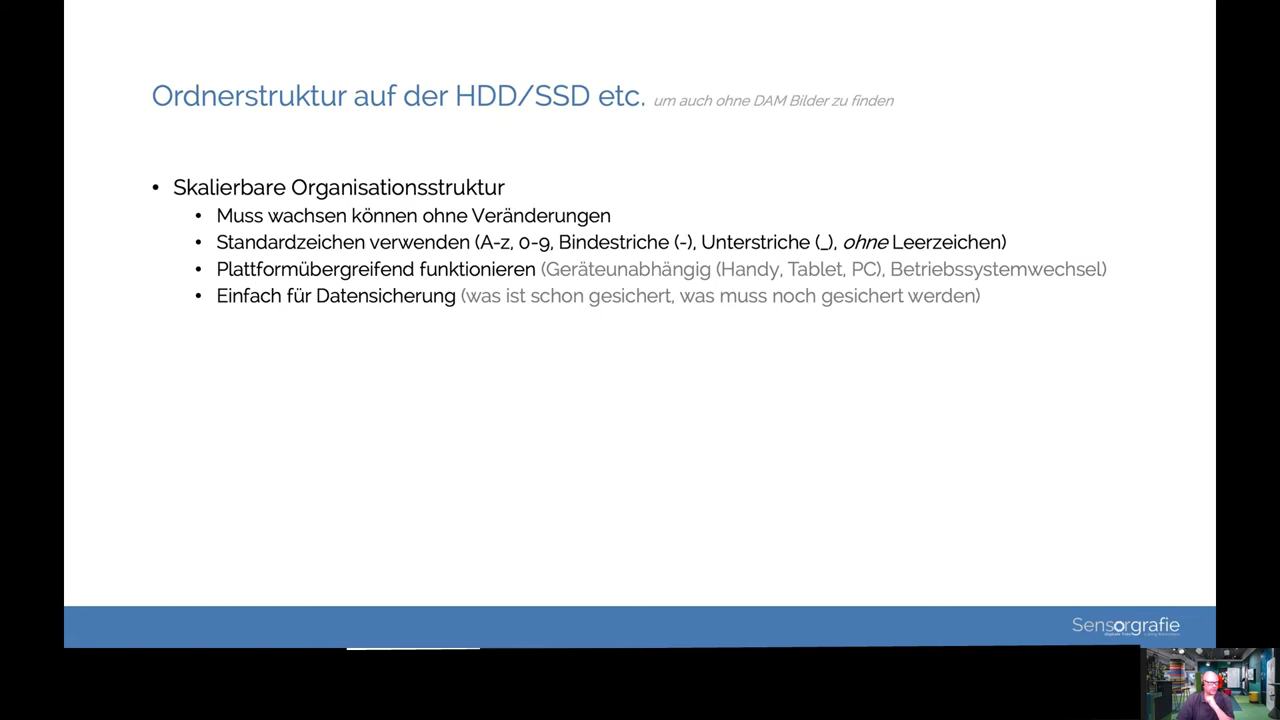 Ordnerstruktur auf der HDD/SSD etc. um auch ohne DAM Bilder zu finden
• Skalierbare Organisationsstruktur
• Muss wachsen können ohne Veränderungen
• Standardzeichen verwenden (A-z, 0-9, Bindestriche (-), Unterstriche (_), ohne Leerzeichen)
• Plattformübergreifend funktionieren (Geräteunabhängig (Handy, Tablet, PC), Betriebssystemwechsel)
• Einfach für Datensicherung (was ist schon gesichert, was muss noch gesichert werden)
Sensorgrafie